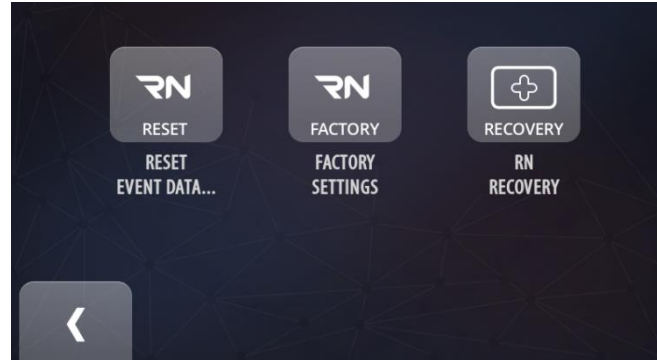 RN
RESET
RESET
EVENT DATA...
RN
FACTORY
FACTORY
SETTINGS
RECOVERY
RN
RECOVERY